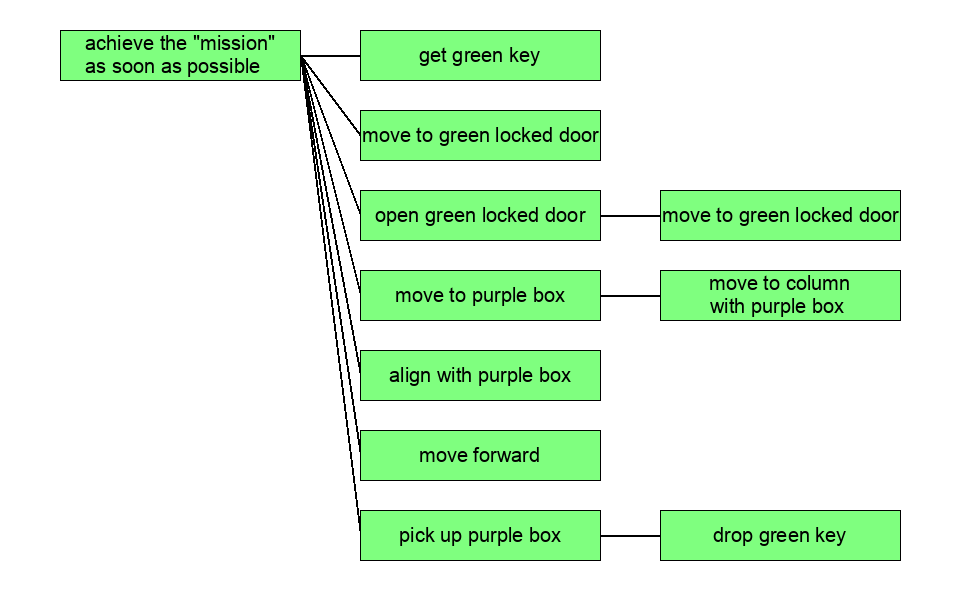 achieve the "mission"
as soon as possible
get green key
move to green locked door
open green locked door
move to green locked door
move to purple box
move to column
with purple box
align with purple box
move forward
pick up purple box
drop green key